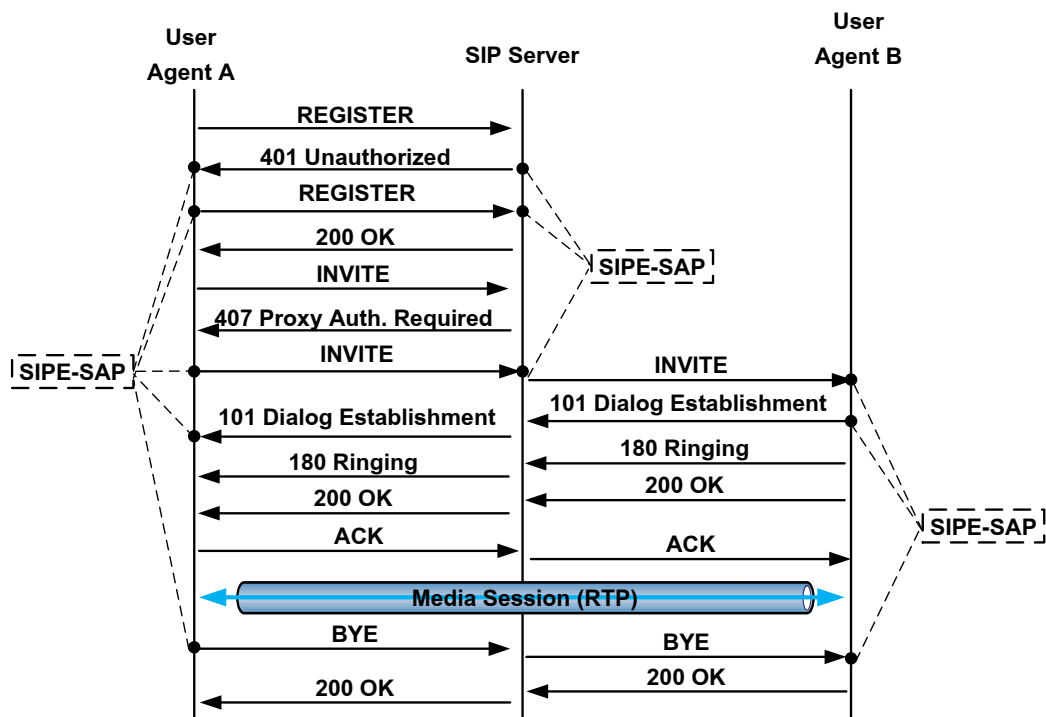 User
Agent A
SIP Server
User
Agent B
REGISTER
401 Unauthorized
REGISTER
200 OK
SIPE-SAP
INVITE
407 Proxy Auth. Required
INVITE
INVITE
SIPE-SAP
101 Dialog Establishment
101 Dialog Establishment
180 Ringing
180 Ringing
200 OK
200 OK
SIPE-SAP
ACK
ACK
Media Session (RTP)
BYE
BYE
200 OK
200 OK